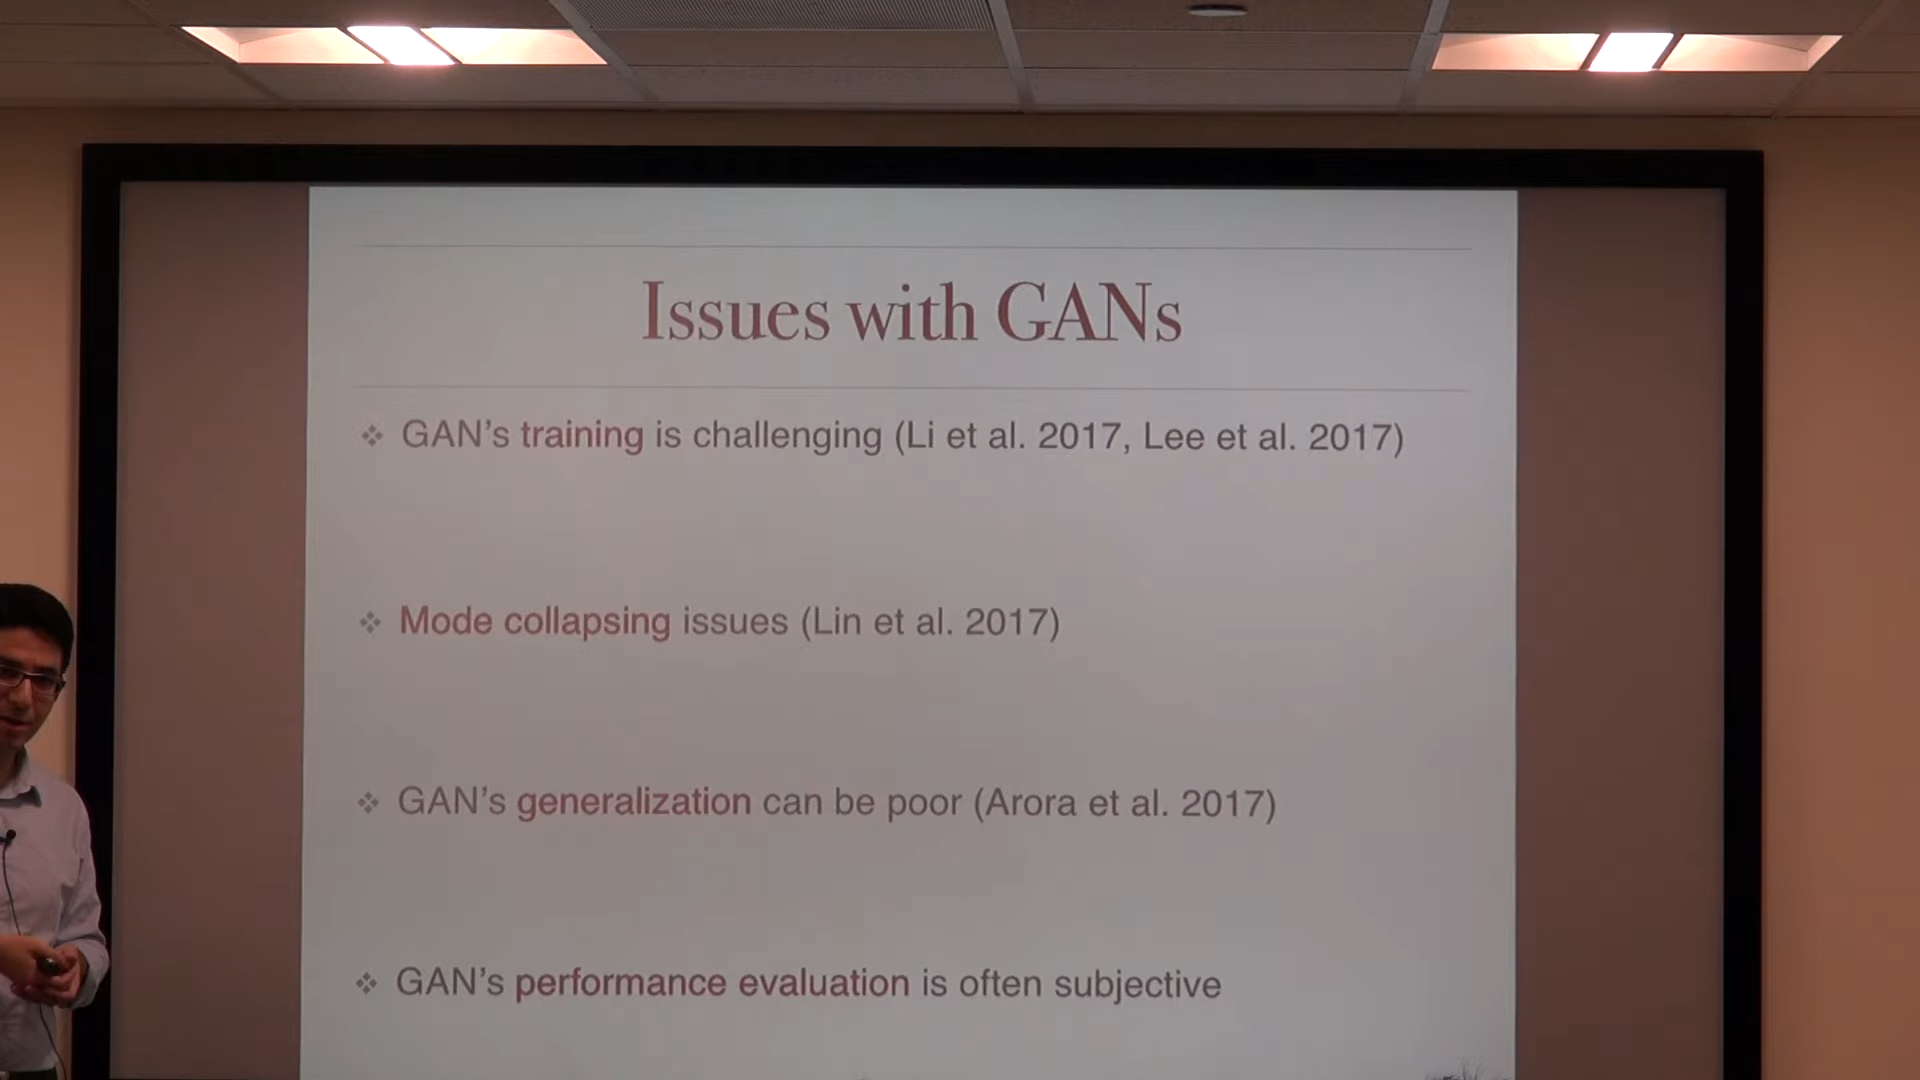 Issues with GANs
GAN’s training is challenging (Li et al. 2017, Lee et al. 2017)
Mode collapsing issues (Lin et al. 2017)
GAN’s generalization can be poor (Arora et al. 2017)
GAN’s performance evaluation is often subjective